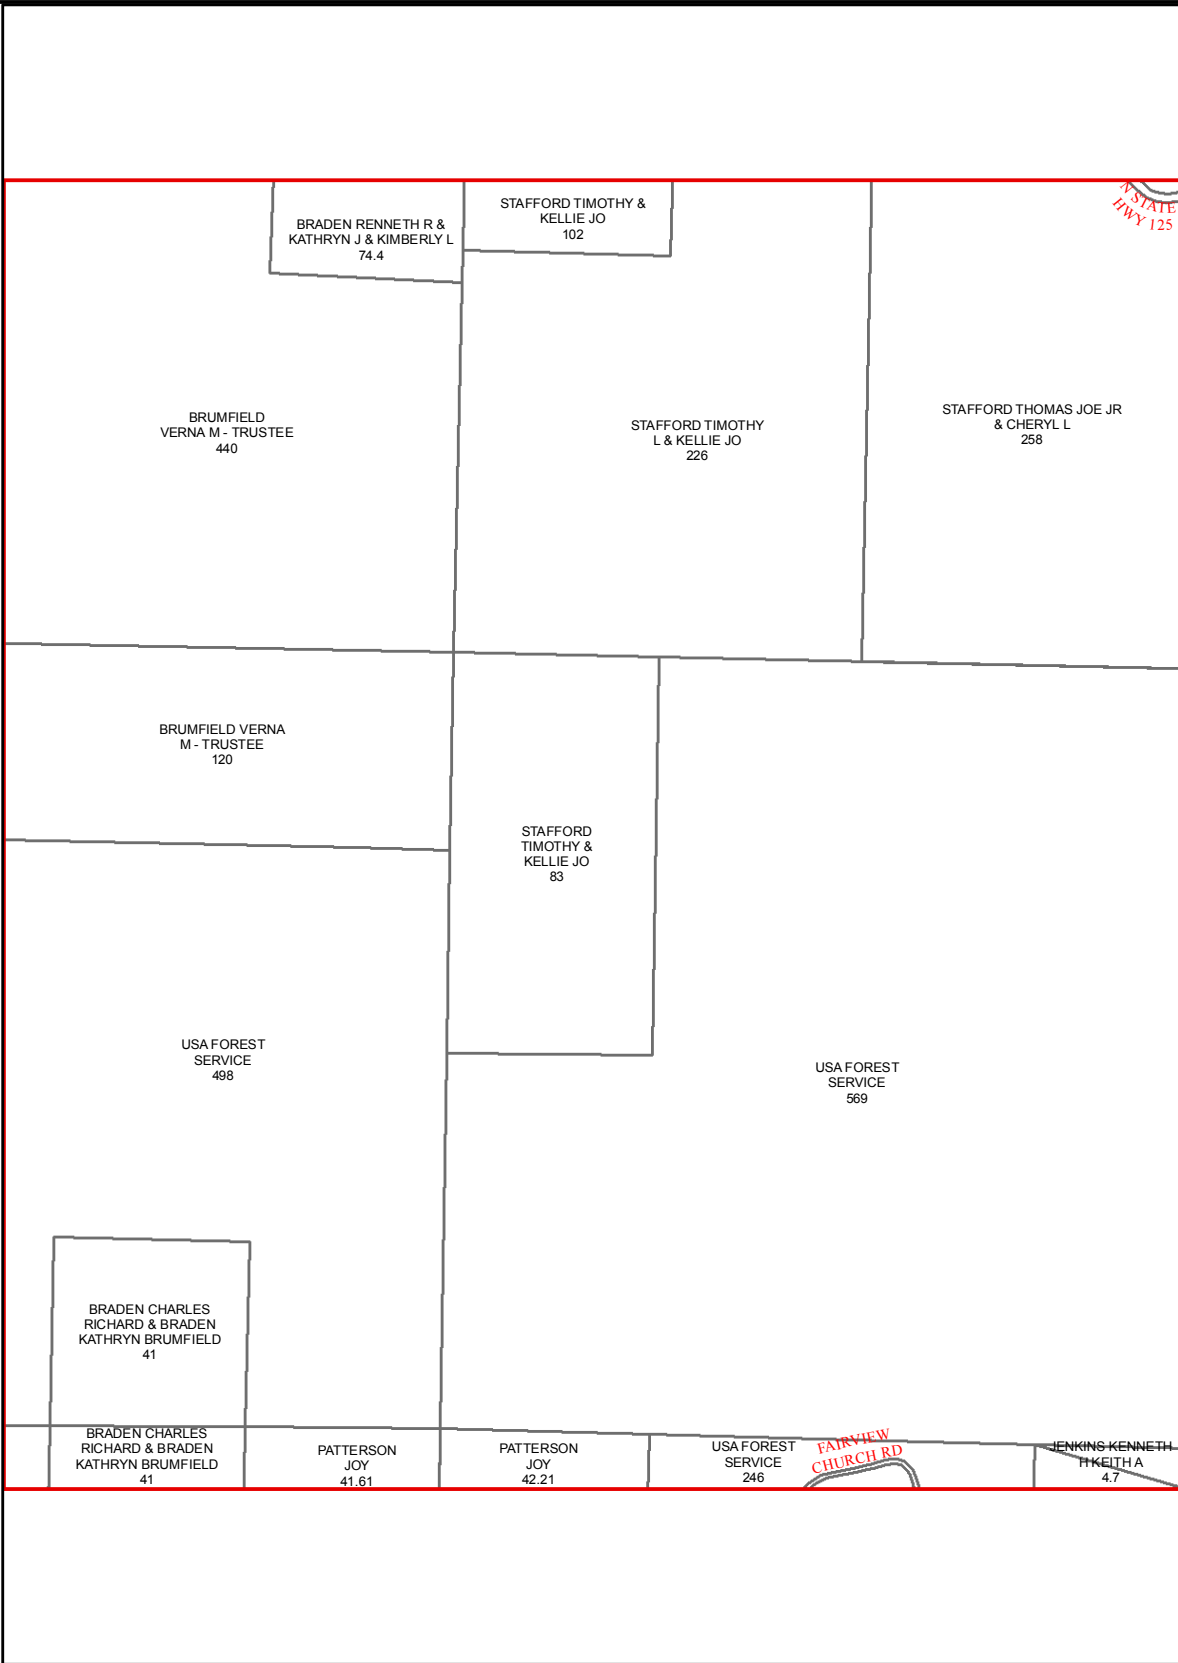 BRADEN RENNETH R &
KATHRYN J & KIMBERLY L
74.4
STAFFORD TIMOTHY &
KELLIE JO
102
N STATE
HWY 125
BRUMFIELD
VERNA M - TRUSTEE
440
STAFFORD TIMOTHY
L & KELLIE JO
226
STAFFORD THOMAS JOE JR
& CHERYL L
258
BRUMFIELD VERNA
M - TRUSTEE
120
STAFFORD
TIMOTHY &
KELLIE JO
83
USA FOREST
SERVICE
498
USA FOREST
SERVICE
569
BRADEN CHARLES
RICHARD & BRADEN
KATHRYN BRUMFIELD
41
BRADEN CHARLES
RICHARD & BRADEN
KATHRYN BRUMFIELD
41
PATTERSON
JOY
41.61
PATTERSON
JOY
42.21
USA FOREST
SERVICE
246
FAIRVIEW
CHURCH RD
JENKINS KENNETH
H KEITH A
4.7